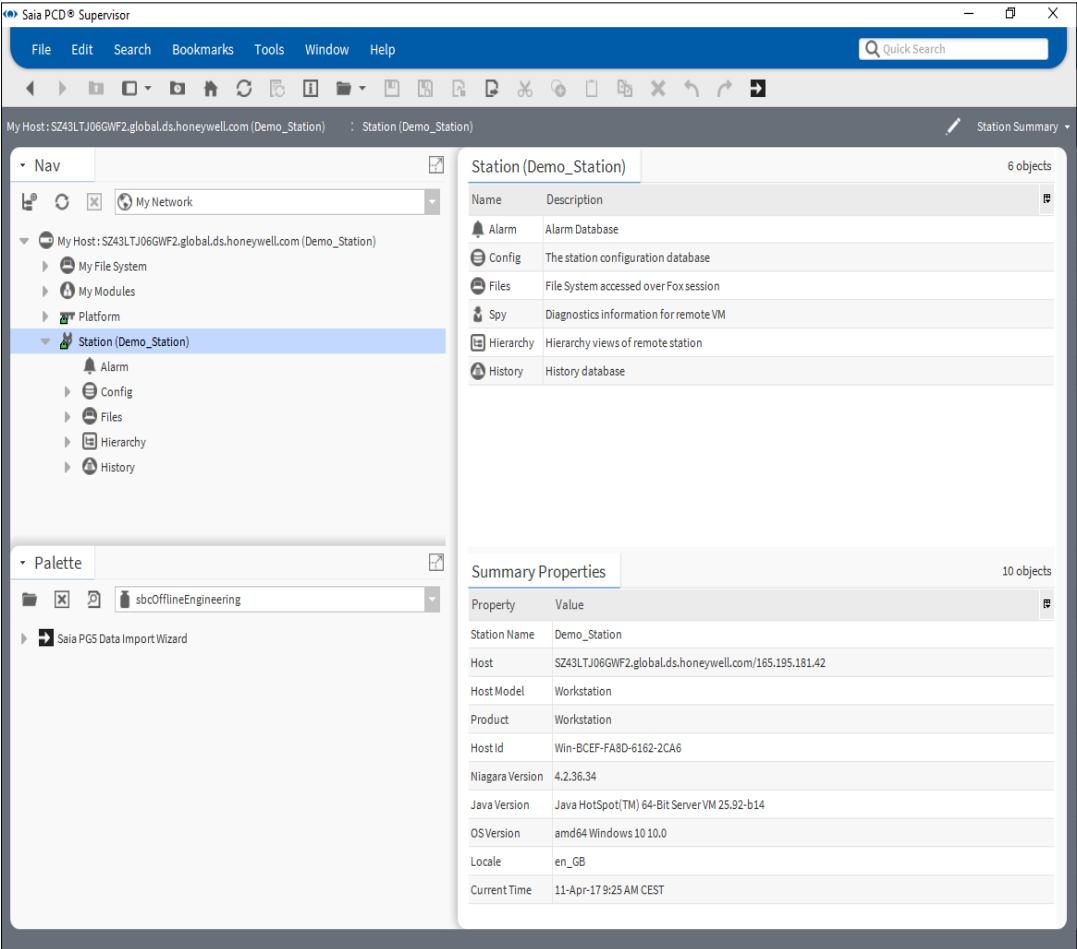 Saia PCD® Supervisor
File Edit Search Bookmarks Tools Window Help
Quick Search
My Host : SZ43LTJ06GWF2.global.ds.honeywell.com (Demo_Station) : Station (Demo_Station)
Station Summary
Nav
My Network
My Host : SZ43LTJ06GWF2.global.ds.honeywell.com (Demo_Station)
My File System
My Modules
Platform
Station (Demo_Station)
Alarm
Config
Files
Hierarchy
History
Palette
sbcOfflineEngineering
Saia PG5 Data Import Wizard
Station (Demo_Station) 6 objects
Name Description
Alarm Alarm Database
Config The station configuration database
Files File System accessed over Fox session
Spy Diagnostics information for remote VM
Hierarchy Hierarchy views of remote station
History History database
Summary Properties 10 objects
Property Value
Station Name Demo_Station
Host SZ43LTJ06GWF2.global.ds.honeywell.com/165.195.181.42
Host Model Workstation
Product Workstation
Host Id Win-BCEF-FA8D-6162-2CA6
Niagara Version 4.2.36.34
Java Version Java HotSpot(TM) 64-Bit Server VM 25.92-b14
OS Version amd64 Windows 10 10.0
Locale en_GB
Current Time 11-Apr-17 9:25 AM CEST